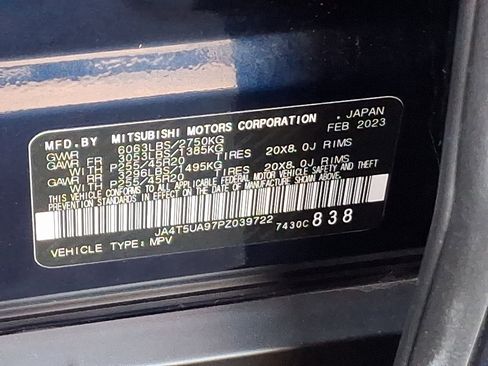 MFD.BY MITSUBISHI MOTORS CORPORATION / JAPAN
GVWR 6063LBS/2750KG FEB 2023
GAWR FR 3053LBS/1385KG
P255/45R20 TIRES 20X8.0J RIMS
GAWR RR 3296LBS/1495KG
P255/45R20 TIRES 20X8.0J RIMS
THIS VEHICLE CONFORMS TO ALL APPLICABLE FEDERAL MOTOR VEHICLE SAFETY AND THEFT
PREVENTION STANDARDS IN EFFECT ON THE DATE OF MANUFACTURE SHOWN ABOVE.
JA4T5UA97PZ039722 7430C 838
VEHICLE TYPE: MPV